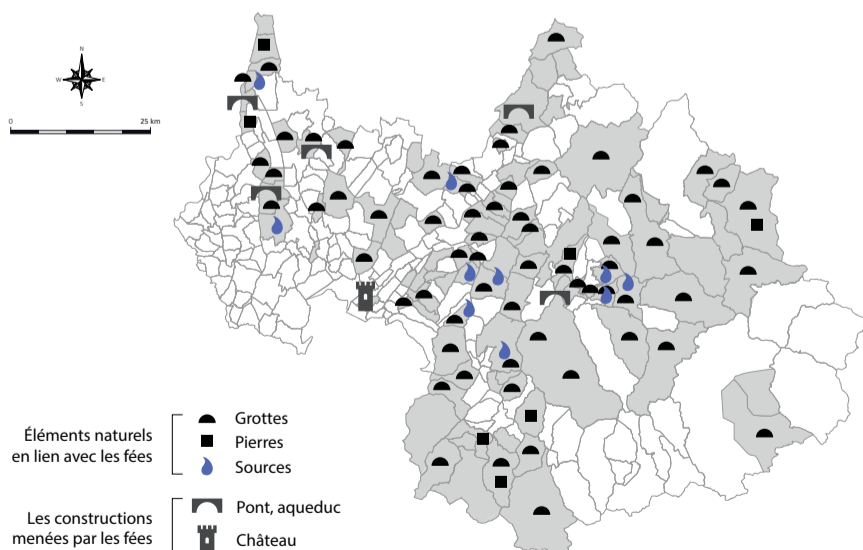 N
W E
S
0 25 km
Éléments naturels
en lien avec les fées
Grottes
Pierres
Sources
Les constructions
menées par les fées
Pont, aqueduc
Château